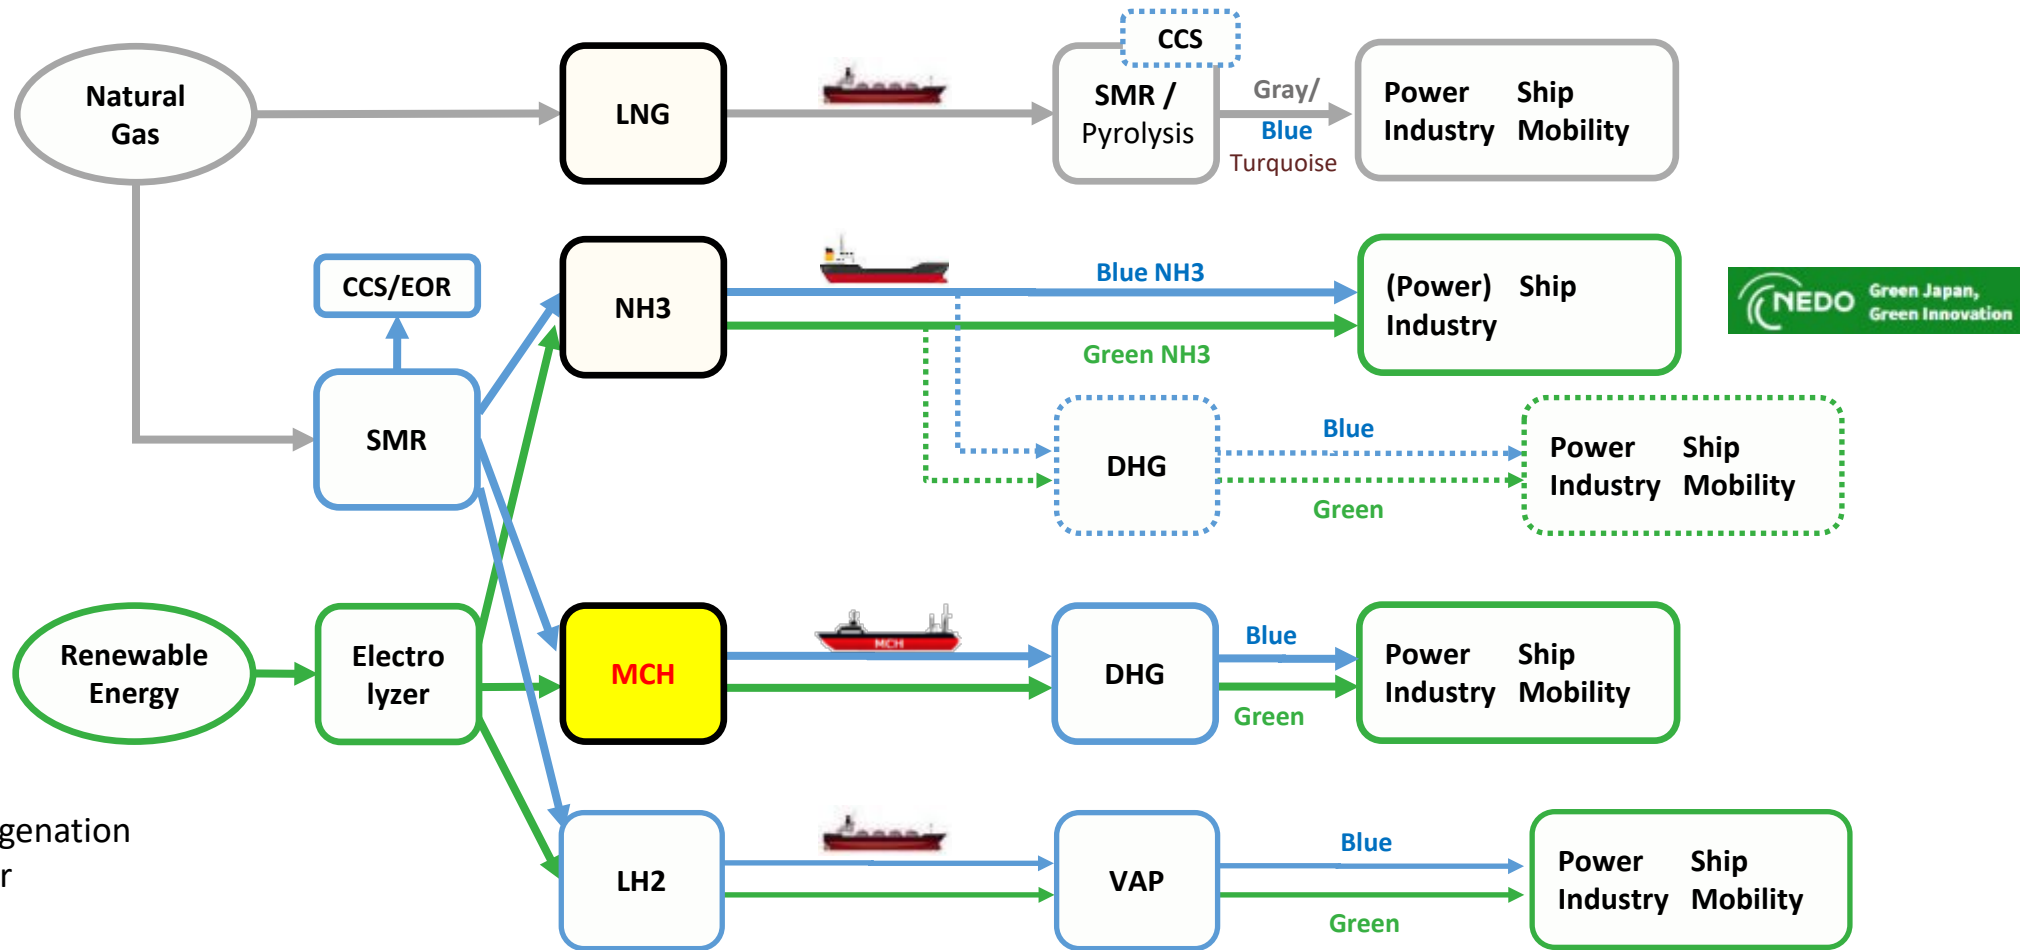 CCS
Natural
Gas
LNG
SMR /
Pyrolysis
Gray/
Blue
Turquoise
Power Ship
Industry Mobility
CCS/EOR
NH3
Blue NH3
Green NH3
(Power) Ship
Industry
NEDO
Green Japan,
Green Innovation
SMR
DHG
Blue
Green
Power Ship
Industry Mobility
Renewable
Energy
Electro
lyzer
MCH
MCH
DHG
Blue
Green
Power Ship
Industry Mobility
genation
r
LH2
VAP
Blue
Green
Power Ship
Industry Mobility